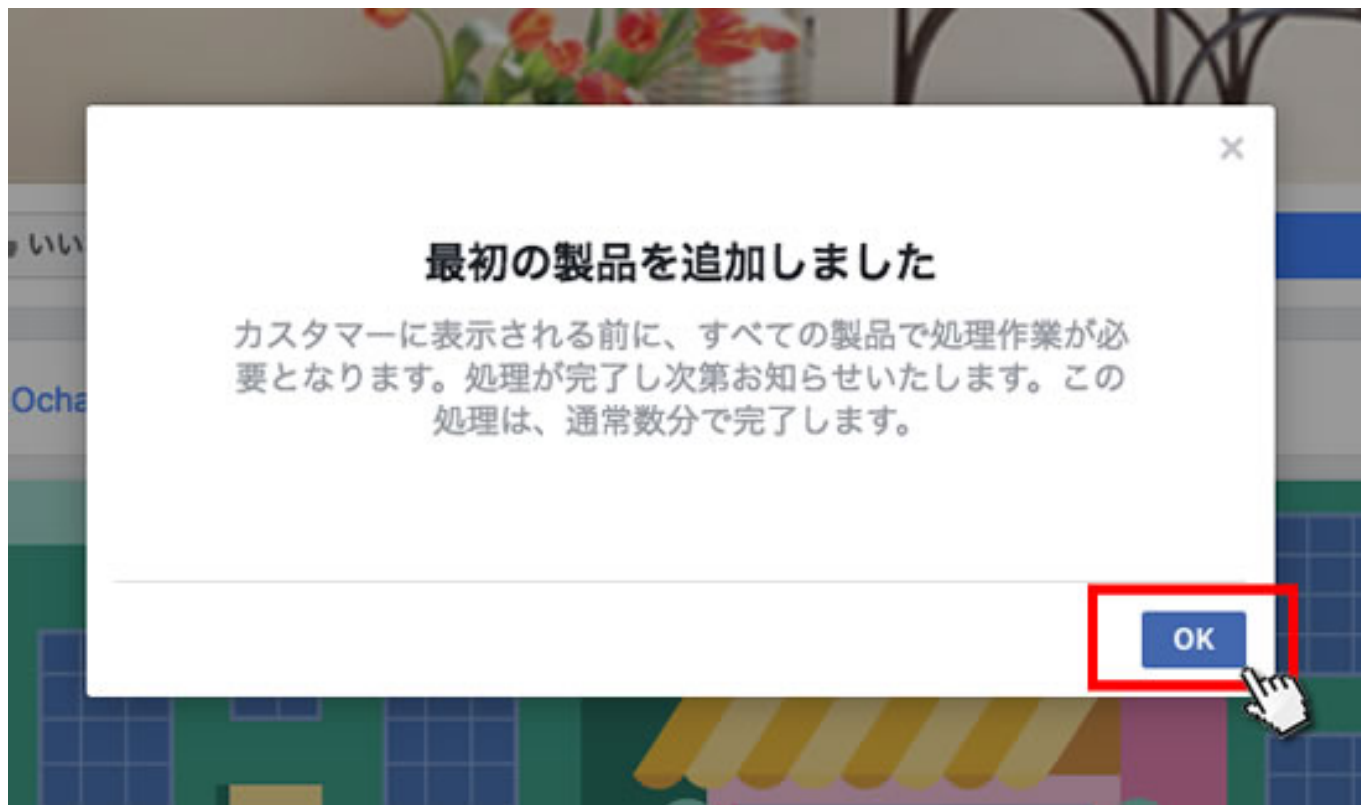 最初の製品を追加しました
カスタマーに表示される前に、すべての製品で処理作業が必
要となります。処理が完了し次第お知らせいたします。この
処理は、通常数分で完了します。
いい
Ocha
OK